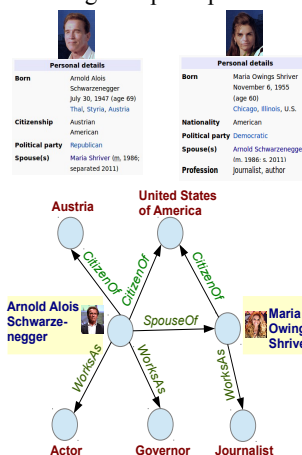 Personal details
Born Arnold Alois
Schwarzenegger
July 30, 1947 (age 69)
Thal, Styria, Austria
Citizenship Austrian
American
Political party Republican
Spouse(s) Maria Shriver (m. 1986;
separated 2011)
Personal details
Born Maria Owings Shriver
November 6, 1955
(age 60)
Chicago, Illinois, U.S.
Nationality American
Political party Democratic
Spouse(s) Arnold Schwarzenegge
(m. 1986: s. 2011)
Profession Journalist, author
Austria
United States
of America
CitizenOf
CitizenOf
CitizenOf
Arnold Alois
Schwarze-
negger
SpouseOf
Maria
Owing
Shrive
WorksAs
WorksAs
WorksAs
Actor
Governor
Journalist